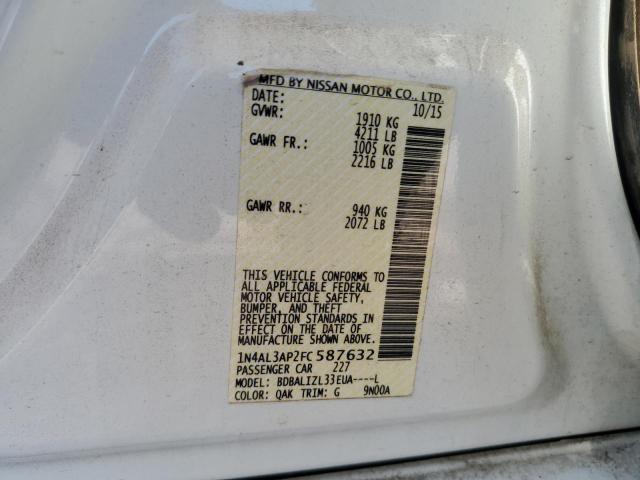 MFD BY NISSAN MOTOR CO., LTD.
DATE: 10/15
GVWR: 1910 KG
4211 LB
GAWR FR.: 1005 KG
2216 LB
GAWR RR.: 940 KG
2072 LB
THIS VEHICLE CONFORMS TO
ALL APPLICABLE FEDERAL
MOTOR VEHICLE SAFETY,
BUMPER, AND THEFT
PREVENTION STANDARDS IN
EFFECT ON THE DATE OF
MANUFACTURE SHOWN ABOVE.
1N4AL3AP2FC587632
PASSENGER CAR 227
MODEL: BDBALIZL33EUA----L
COLOR: QAK TRIM: G 9N00A